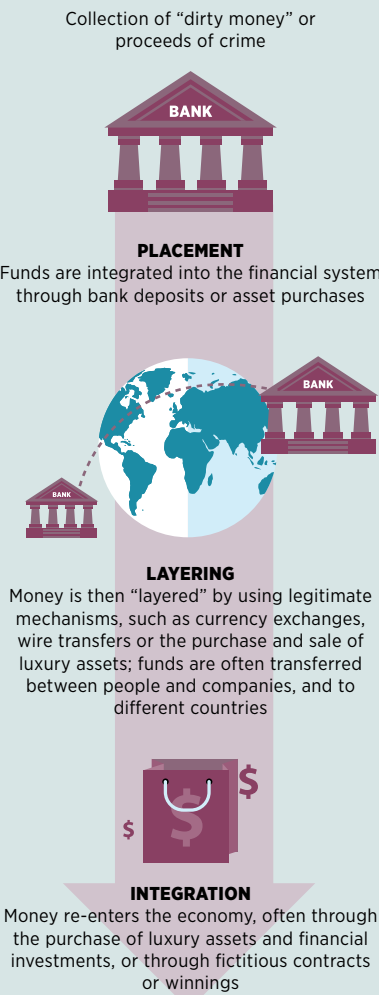 Collection of “dirty money” or
proceeds of crime
BANK
PLACEMENT
Funds are integrated into the financial system
through bank deposits or asset purchases
BANK
BANK
LAYERING
Money is then “layered” by using legitimate
mechanisms, such as currency exchanges,
wire transfers or the purchase and sale of
luxury assets; funds are often transferred
between people and companies, and to
different countries
$
$
$
INTEGRATION
Money re-enters the economy, often through
the purchase of luxury assets and financial
investments, or through fictitious contracts
or winnings